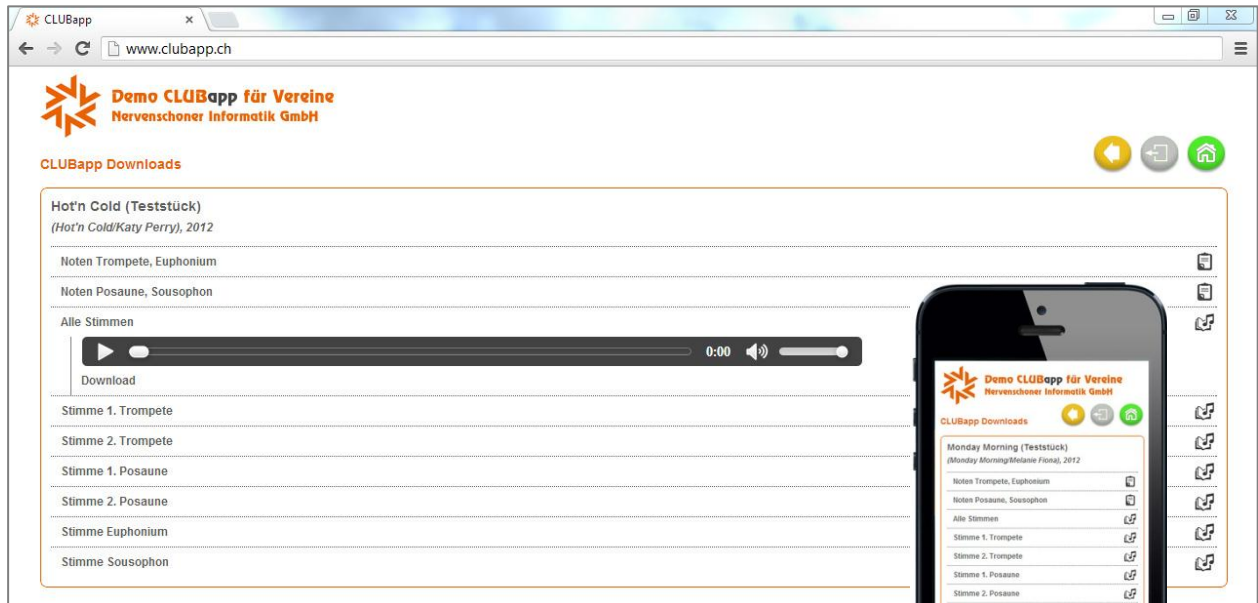 CLUBapp
www.clubapp.ch
Demo CLUBapp für Vereine
Nervenschoner Informatik GmbH
CLUBapp Downloads
Hot'n Cold (Teststück)
(Hot'n Cold/Katy Perry), 2012
Noten Trompete, Euphonium
Noten Posaune, Sousophon
Alle Stimmen
0:00
Download
Stimme 1. Trompete
Stimme 2. Trompete
Stimme 1. Posaune
Stimme 2. Posaune
Stimme Euphonium
Stimme Sousophon
Demo CLUBapp für Vereine
Nervenschoner Informatik GmbH
CLUBapp Downloads
Monday Morning (Teststück)
(Monday Morning/Melanie Fiona), 2012
Noten Trompete, Euphonium
Noten Posaune, Sousophon
Alle Stimmen
Stimme 1. Trompete
Stimme 2. Trompete
Stimme 1. Posaune
Stimme 2. Posaune